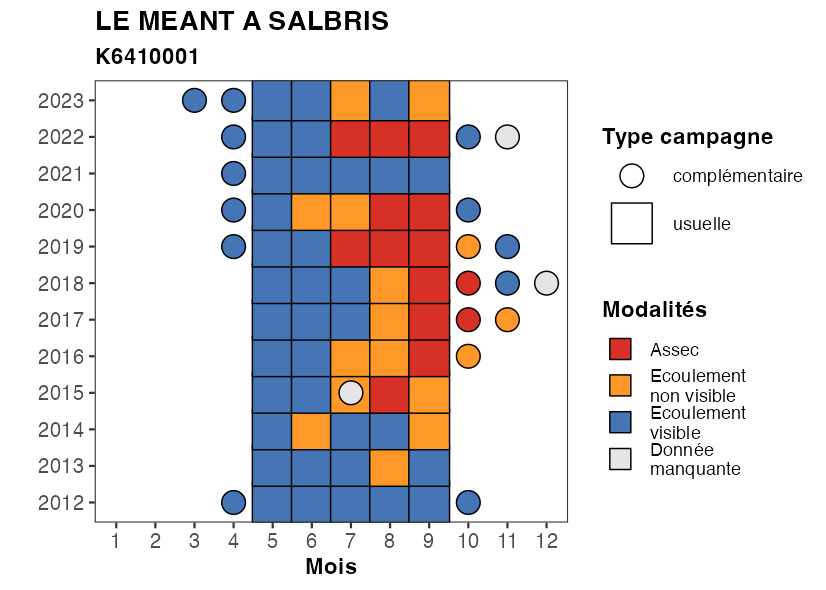 LE MEANT A SALBRIS
K6410001
2023
2022
2021
2020
2019
2018
2017
2016
2015
2014
2013
2012
1 2 3 4 5 6 7 8 9 10 11 12
Mois
Type campagne
complémentaire
usuelle
Modalités
Assec
Ecoulement
non visible
Ecoulement
visible
Donnée
manquante